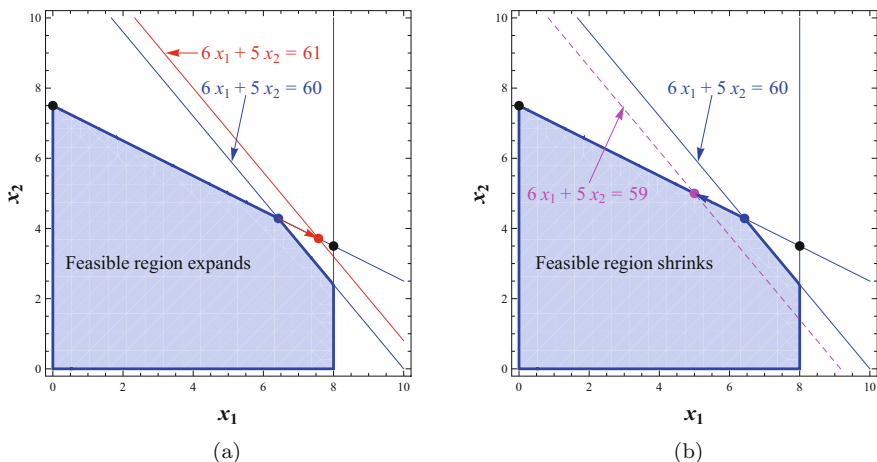 10
8
6
4
2
0
x₂
6 x₁ + 5 x₂ = 61
6 x₁ + 5 x₂ = 60
Feasible region expands
0 2 4 6 8 10
x₁
(a)
10
8
6
4
2
0
x₂
6 x₁ + 5 x₂ = 60
6 x₁ + 5 x₂ = 59
Feasible region shrinks
0 2 4 6 8 10
x₁
(b)